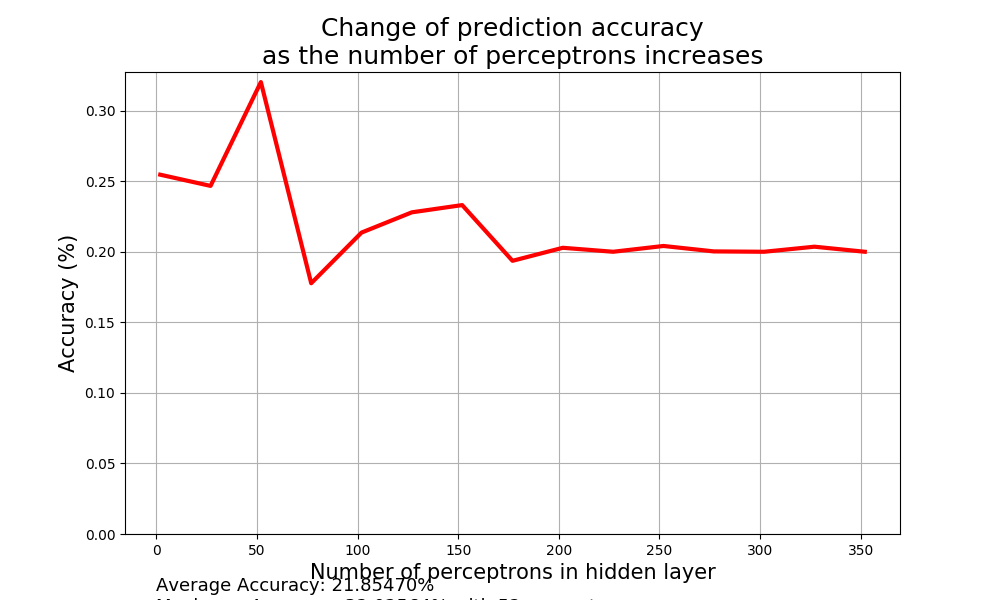 Change of prediction accuracy
as the number of perceptrons increases
Accuracy (%)
0.30
0.25
0.20
0.15
0.10
0.05
0.00
0 50 100 150 200 250 300 350
Number of perceptrons in hidden layer
Average Accuracy: 21.85470%